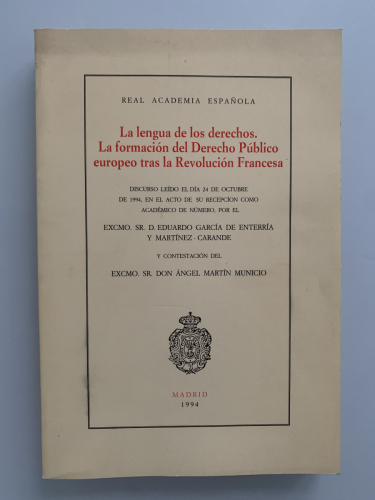 REAL ACADEMIA ESPAÑOLA
La lengua de los derechos.
La formación del Derecho Público
europeo tras la Revolución Francesa
DISCURSO LEÍDO EL DÍA 24 DE OCTUBRE
DE 1994, EN EL ACTO DE SU RECEPCIÓN COMO
ACADÉMICO DE NÚMERO, POR EL
EXCMO. SR. D. EDUARDO GARCÍA DE ENTERRÍA
Y MARTÍNEZ-CARANDE
Y CONTESTACIÓN DEL
EXCMO. SR. DON ÁNGEL MARTÍN MUNICIO
MADRID
1994